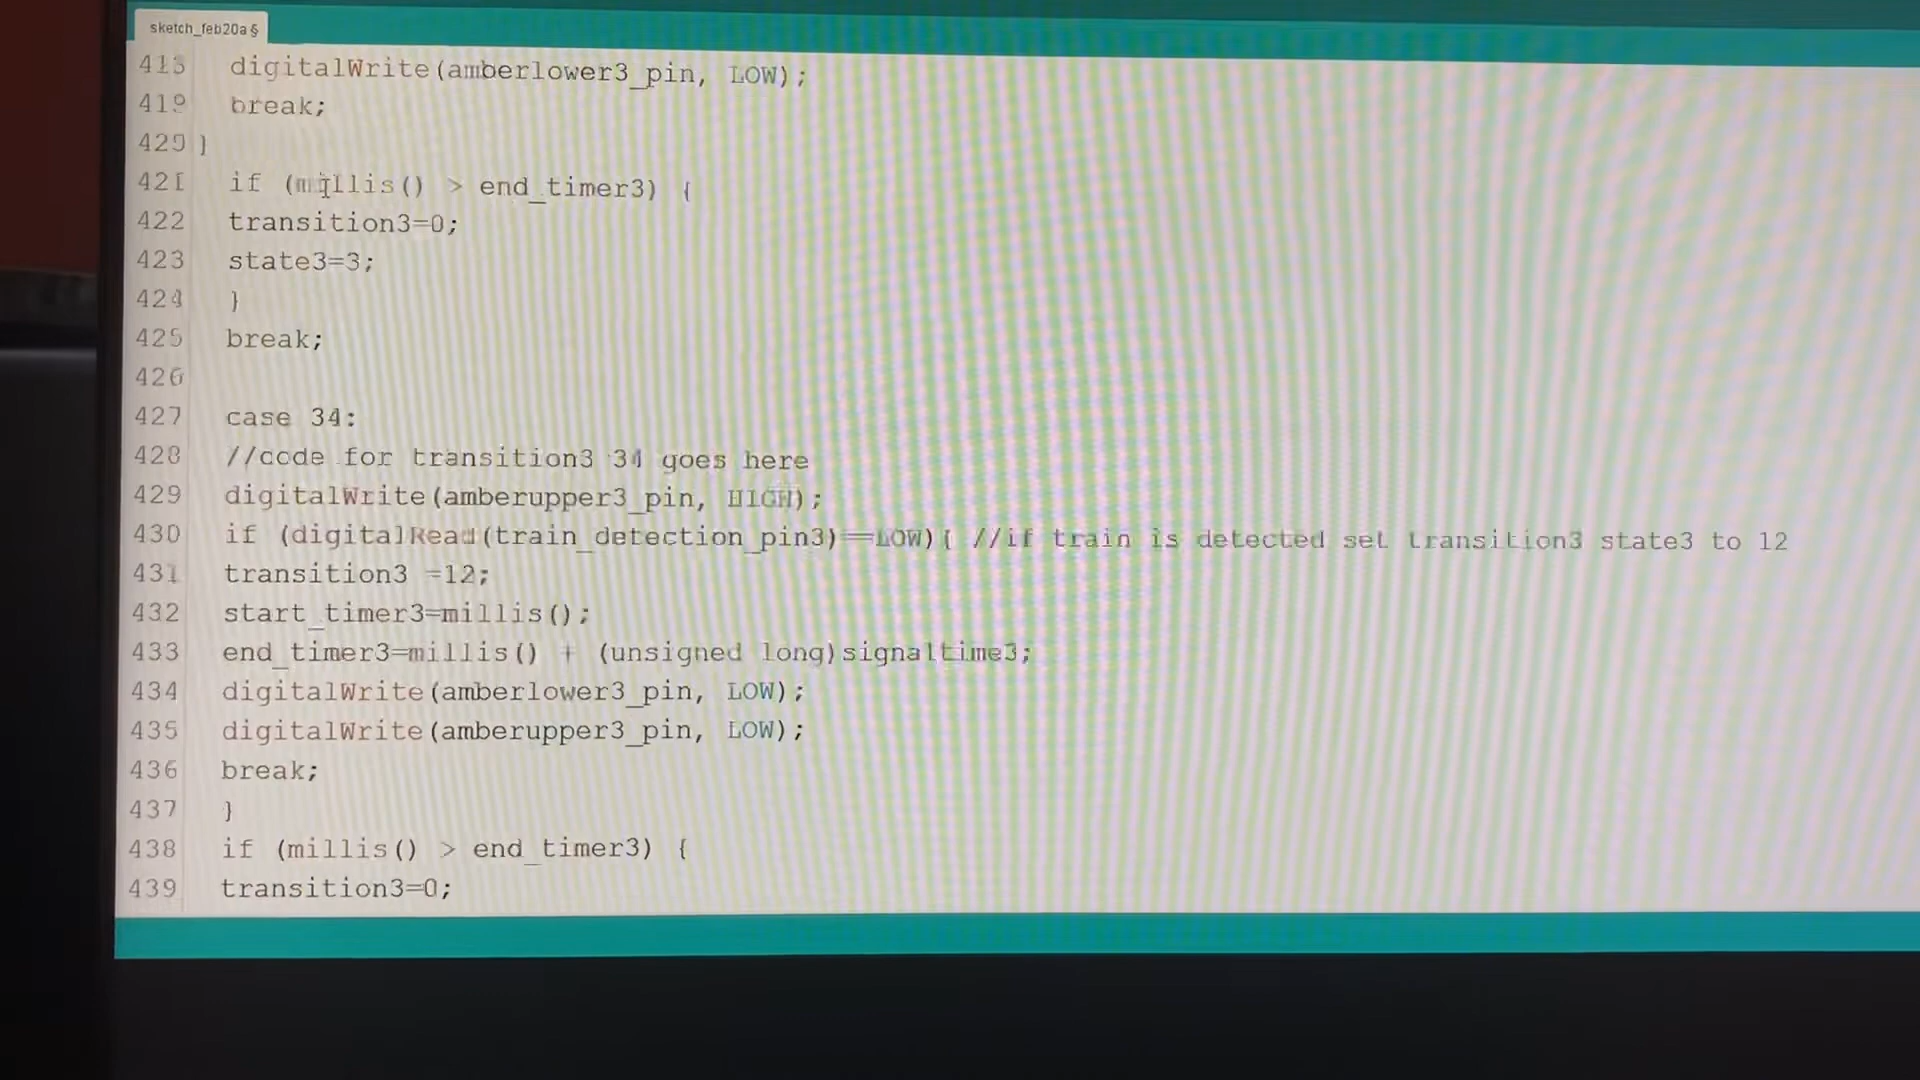 sketch_feb20a §
418 digitalWrite(amberlower3_pin, LOW);
419 break;
420 }
421 if (millis() > end_timer3) {
422 transition3=0;
423 state3=3;
424 }
425 break;
426
427 case 34:
428 //code for transition3 34 goes here
429 digitalWrite(amberupper3_pin, HIGH);
430 if (digitalRead(train_detection_pin3)==LOW){ //if train is detected set transition3 state3 to 12
431 transition3 =12;
432 start_timer3=millis();
433 end_timer3=millis() + (unsigned long)signaltime3;
434 digitalWrite(amberlower3_pin, LOW);
435 digitalWrite(amberupper3_pin, LOW);
436 break;
437 }
438 if (millis() > end_timer3) {
439 transition3=0;